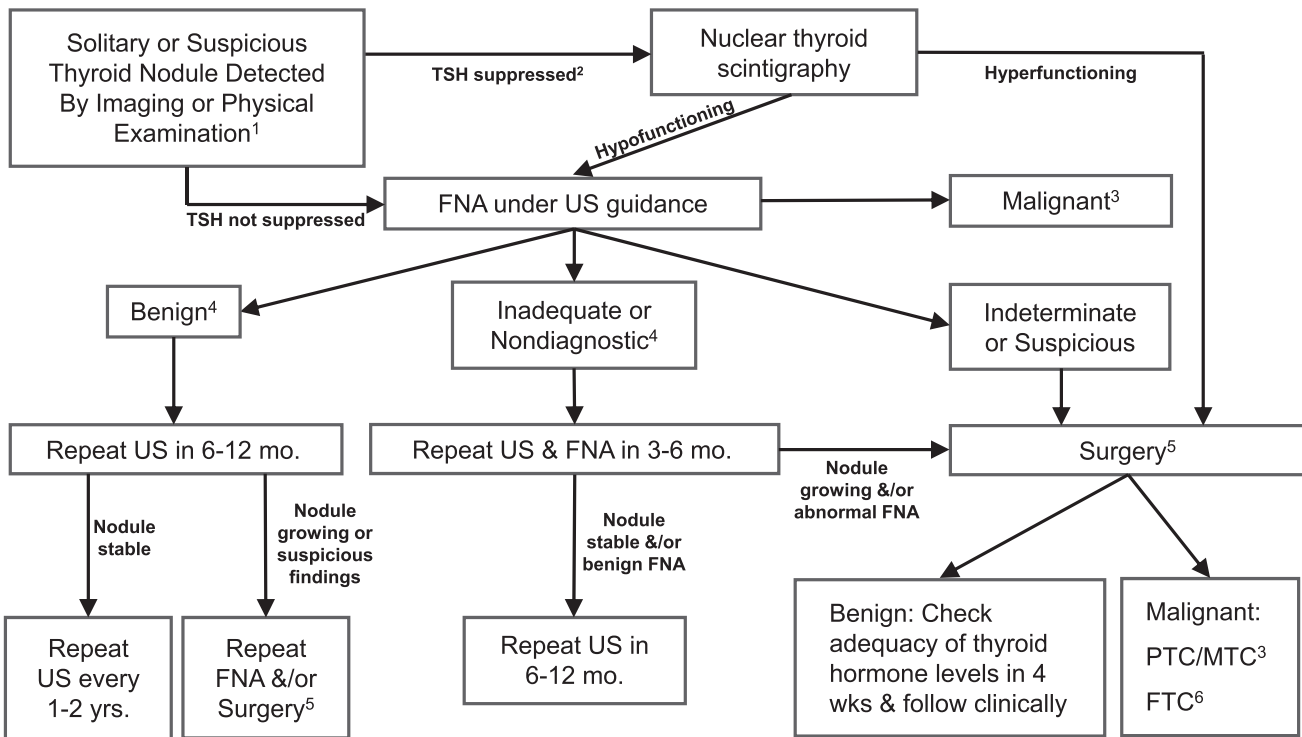 Solitary or Suspicious
Thyroid Nodule Detected
By Imaging or Physical
Examination¹
TSH suppressed²
Nuclear thyroid
scintigraphy
Hyperfunctioning
Hypofunctioning
TSH not suppressed
FNA under US guidance
Malignant³
Benign⁴
Inadequate or
Nondiagnostic⁴
Indeterminate
or Suspicious
Repeat US in 6-12 mo.
Repeat US & FNA in 3-6 mo.
Surgery⁵
Nodule
stable
Nodule
growing or
suspicious
findings
Nodule
stable &/or
benign FNA
Nodule
growing &/or
abnormal FNA
Repeat
US every
1-2 yrs.
Repeat
FNA &/or
Surgery⁵
Repeat US in
6-12 mo.
Benign: Check
adequacy of thyroid
hormone levels in 4
wks & follow clinically
Malignant:
PTC/MTC³
FTC⁶